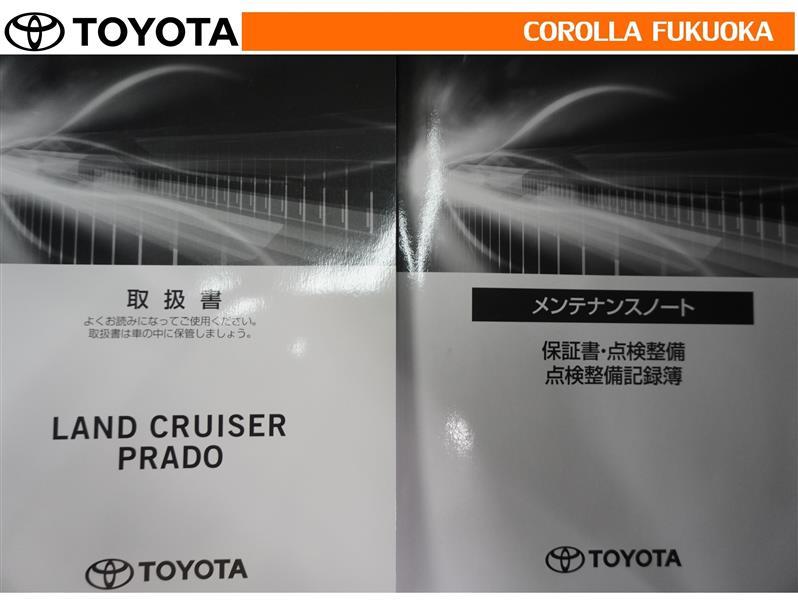 TOYOTA
COROLLA FUKUOKA
取扱書
よくお読みになってご使用ください。
取扱書は車の中に保管しましょう。
LAND CRUISER
PRADO
TOYOTA
メンテナンスノート
保証書・点検整備
点検整備記録簿
TOYOTA